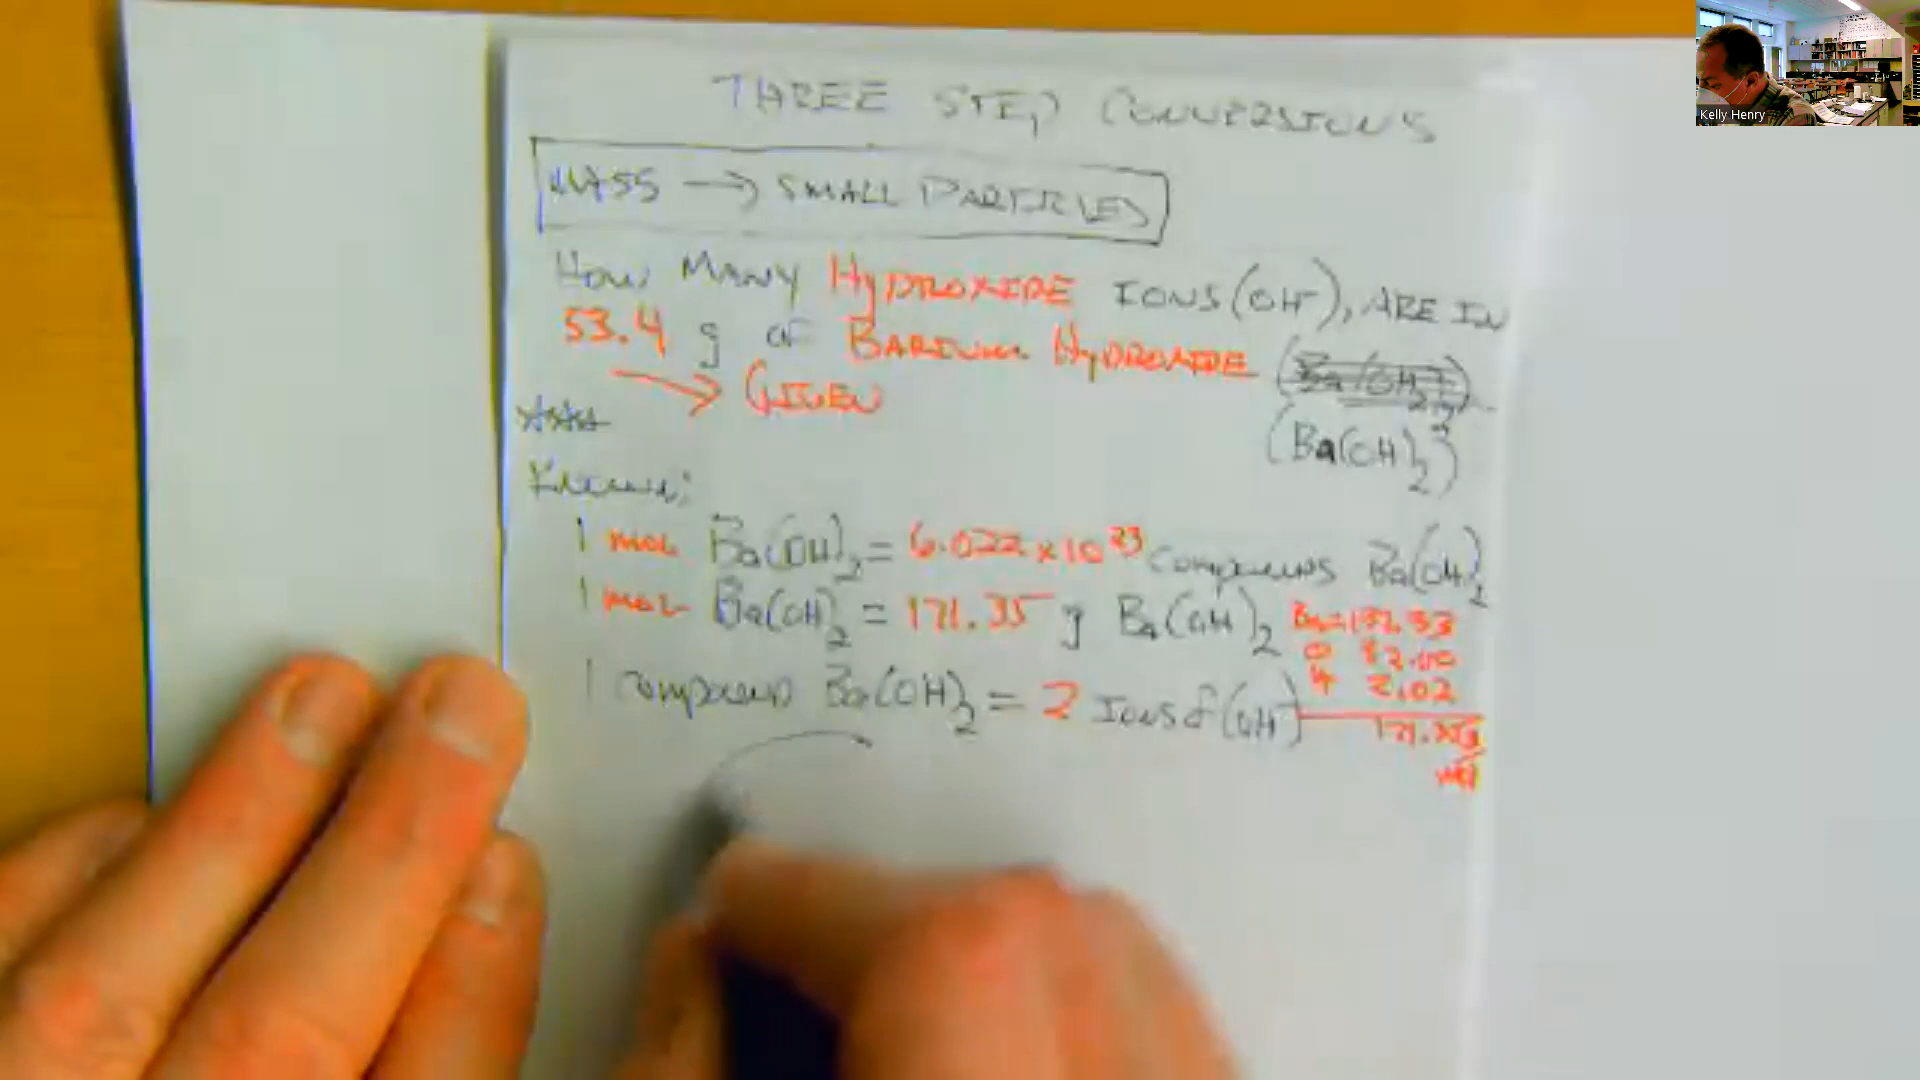 THREE STEP CONVERSIONS
MASS → SMALL PARTICLES
HOW MANY HYDROXIDE IONS (OH⁻), ARE IN
53.4 g OF BARIUM HYDROXIDE
→ GIVEN
(Ba(OH)₂)
KNOWN:
1 mol Ba(OH)₂ = 6.022 x 10²³ compounds Ba(OH)₂
1 mol Ba(OH)₂ = 171.35 g Ba(OH)₂
Ba = 137.33
O 32.00
H 2.02
171.35 g
mol
1 compound Ba(OH)₂ = 2 IONS of (OH⁻)
Kelly Henry